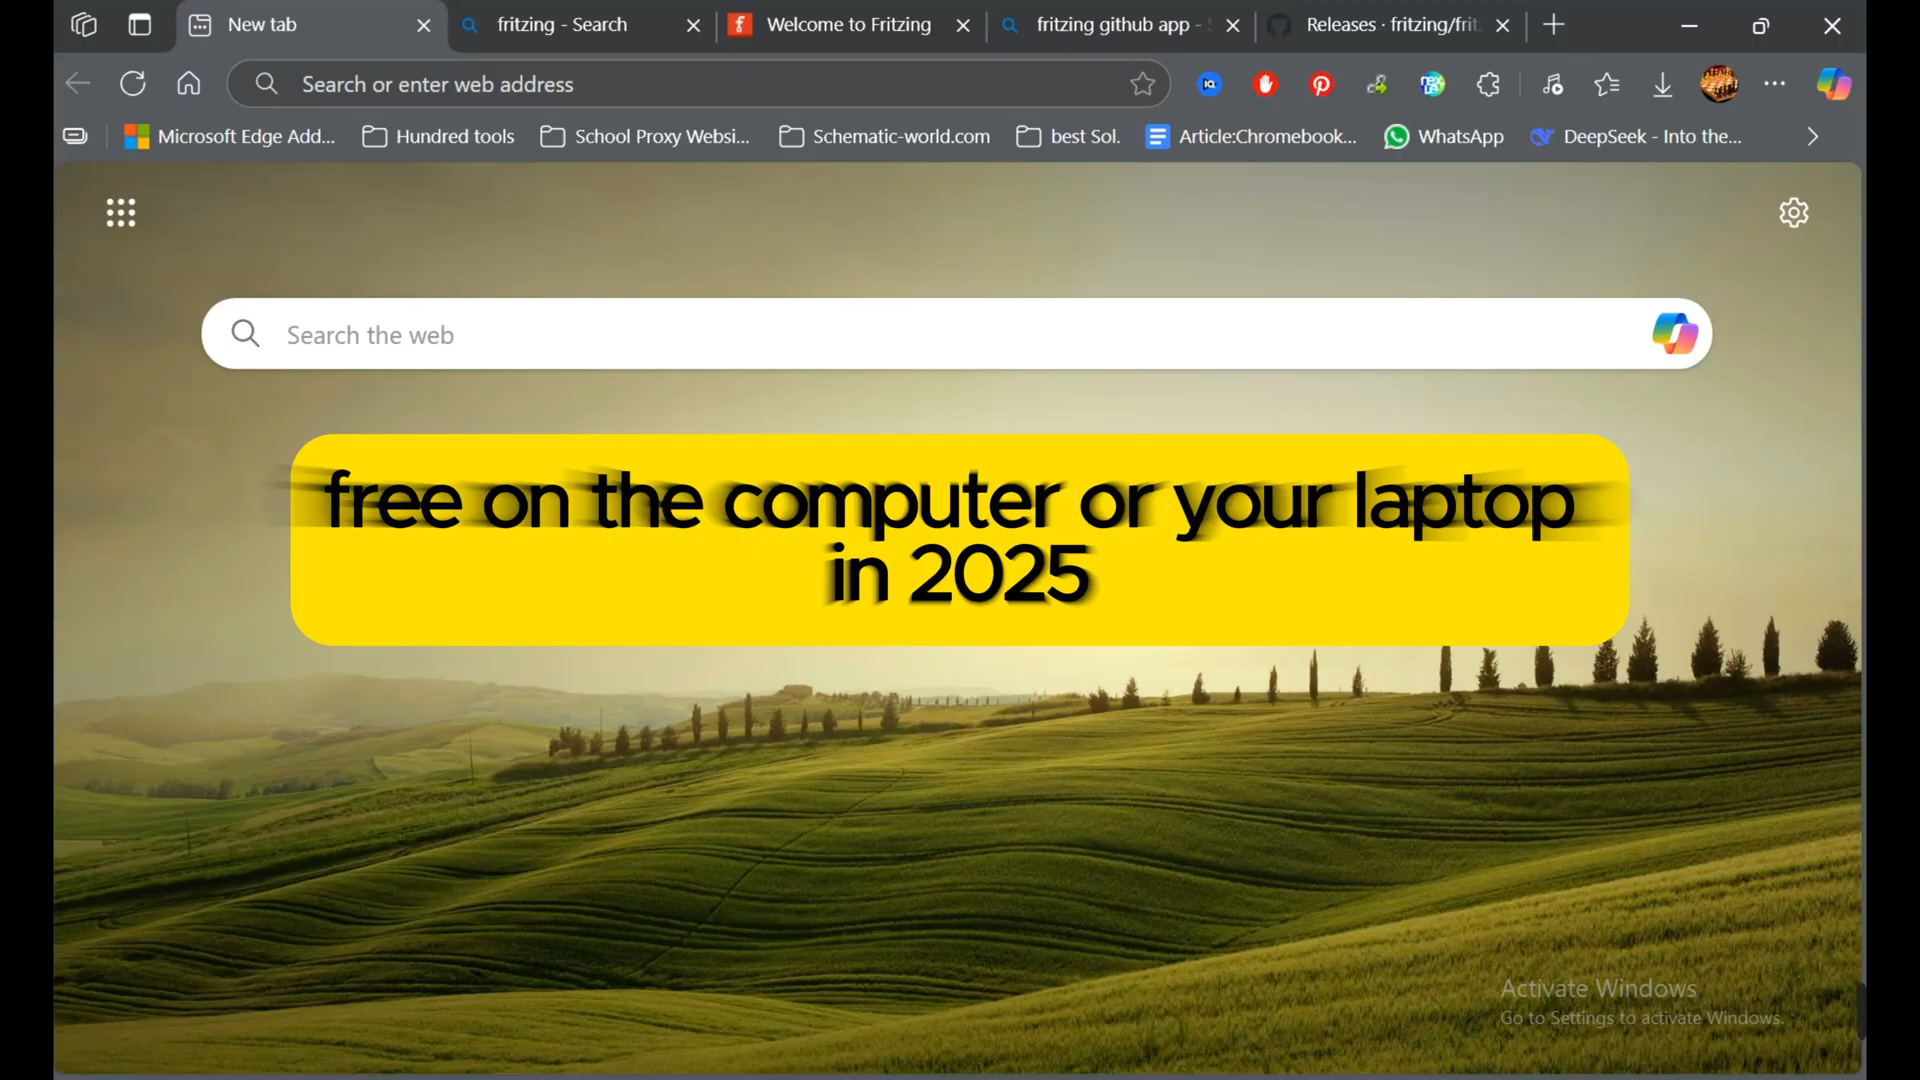 New tab
fritzing - Search
Welcome to Fritzing
fritzing github app -
Releases · fritzing/frit
Search or enter web address
Microsoft Edge Add...
Hundred tools
School Proxy Websi...
Schematic-world.com
best Sol.
Article:Chromebook...
WhatsApp
DeepSeek - Into the...
Search the web
free on the computer or your laptop
in 2025
Activate Windows
Go to Settings to activate Windows.